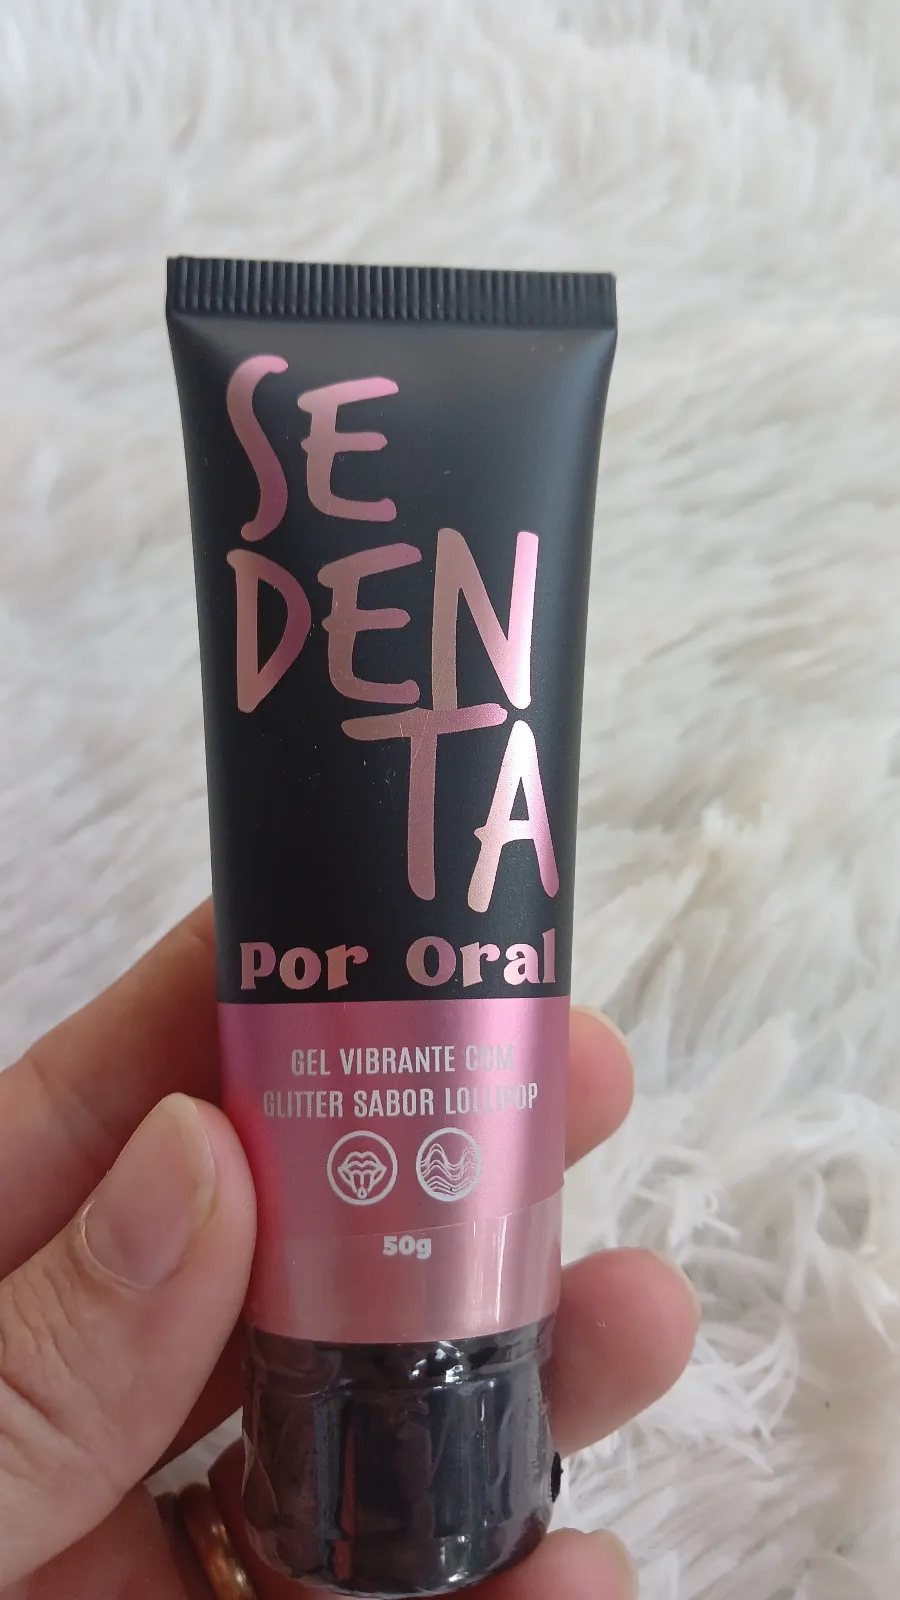 SE
DEN
TA
Por Oral
GEL VIBRANTE COM
GLITTER SABOR LOLLIPOP
50g